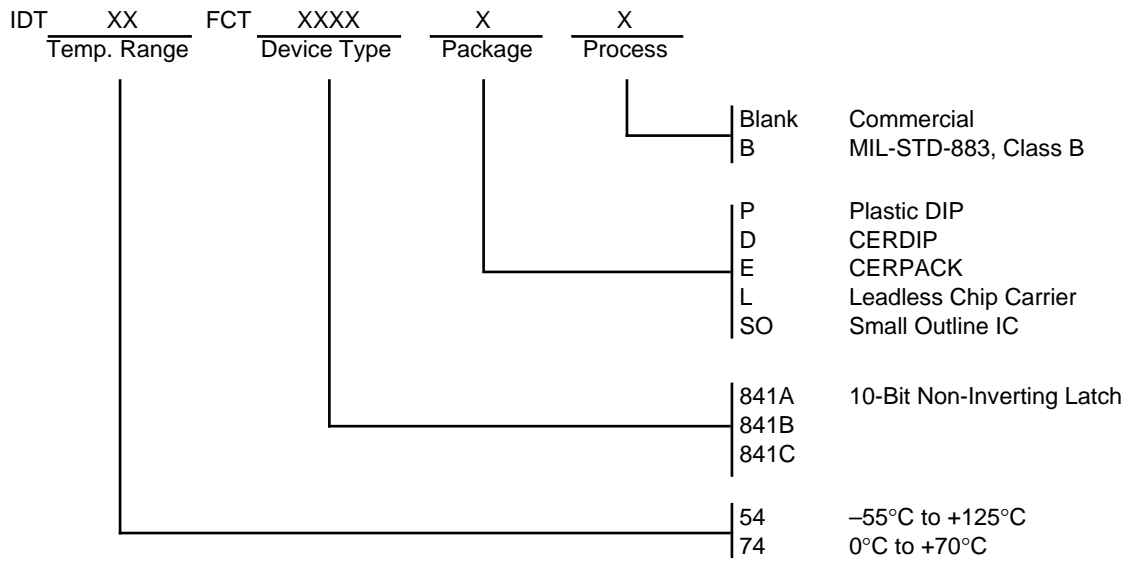 IDT XX FCT XXXX X X
Temp. Range Device Type Package Process
Blank Commercial
B MIL-STD-883, Class B
P Plastic DIP
D CERDIP
E CERPACK
L Leadless Chip Carrier
SO Small Outline IC
841A 10-Bit Non-Inverting Latch
841B
841C
54 –55°C to +125°C
74 0°C to +70°C